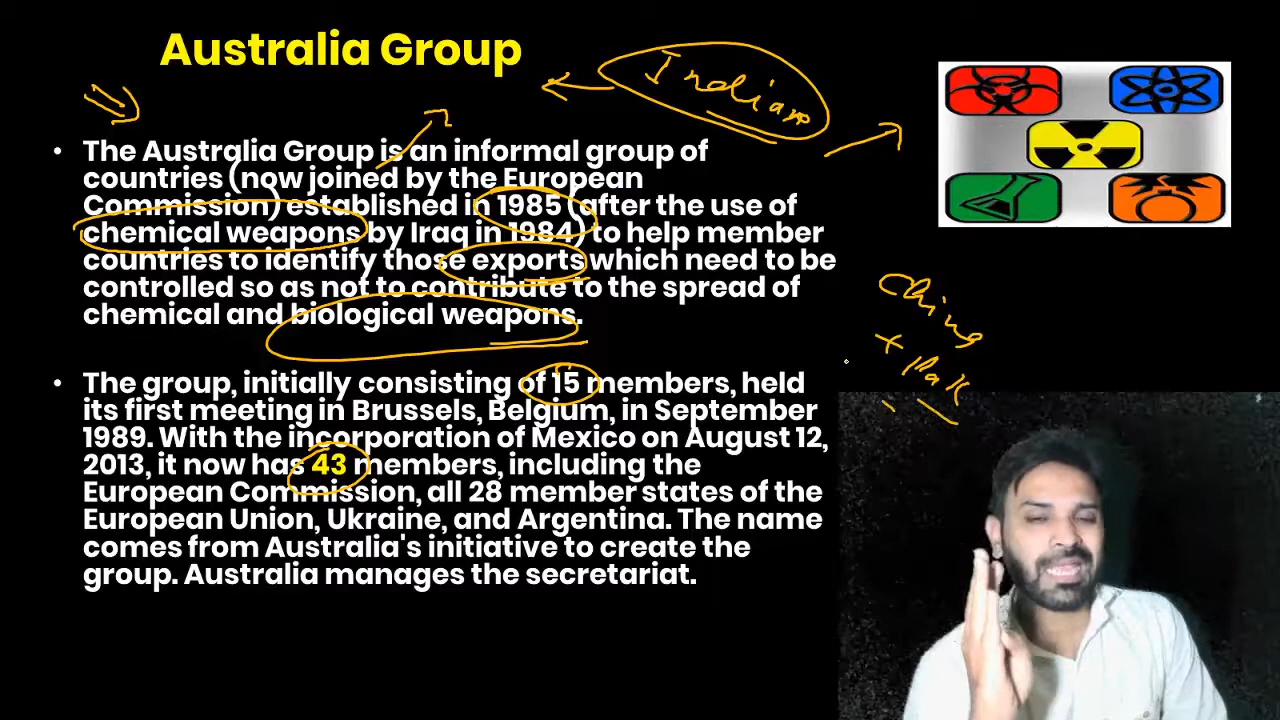 Australia Group
Indian
• The Australia Group is an informal group of
countries (now joined by the European
Commission) established in 1985 (after the use of
chemical weapons by Iraq in 1984) to help member
countries to identify those exports which need to be
controlled so as not to contribute to the spread of
chemical and biological weapons.
China
+ Pak
• The group, initially consisting of 15 members, held
its first meeting in Brussels, Belgium, in September
1989. With the incorporation of Mexico on August 12,
2013, it now has 43 members, including the
European Commission, all 28 member states of the
European Union, Ukraine, and Argentina. The name
comes from Australia's initiative to create the
group. Australia manages the secretariat.